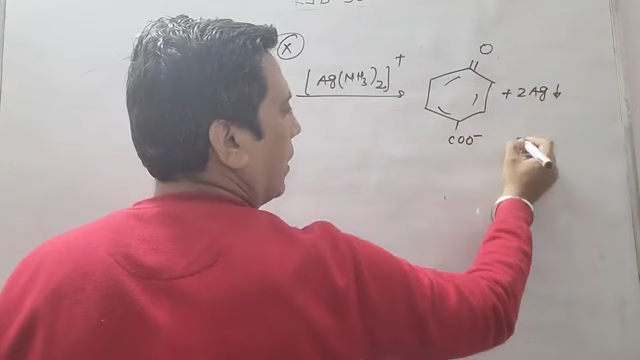 (x)
[Ag(NH₃)₂]⁺
O
+ 2Ag↓
COO⁻